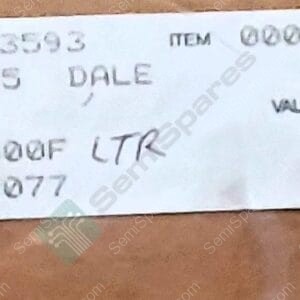 3593 ITEM 000
5 DALE
VAL
00F LTR
077
SemiSpares